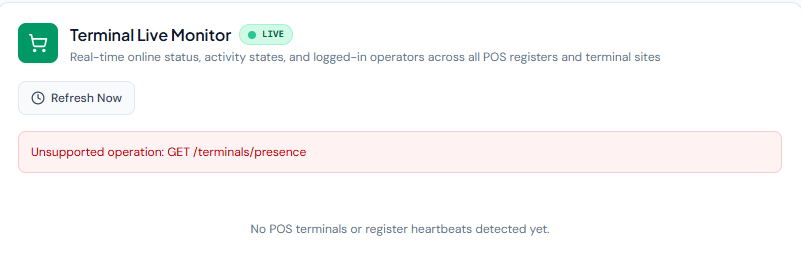 Terminal Live Monitor
LIVE
Real-time online status, activity states, and logged-in operators across all POS registers and terminal sites
Refresh Now
Unsupported operation: GET /terminals/presence
No POS terminals or register heartbeats detected yet.